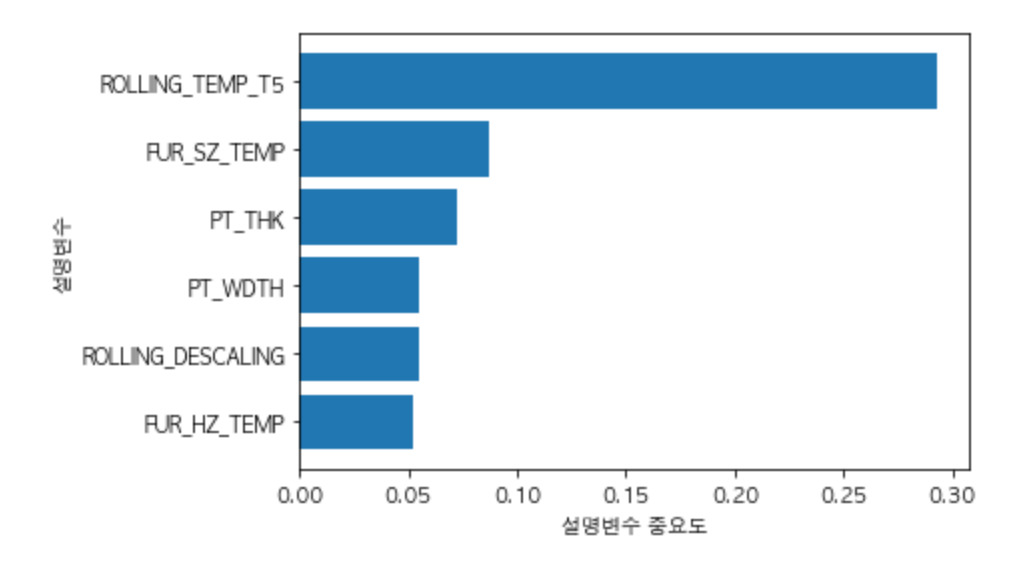 ROLLING_TEMP_T5
FUR_SZ_TEMP
PT_THK
PT_WDTH
ROLLING_DESCALING
FUR_HZ_TEMP
설명변수
0.00 0.05 0.10 0.15 0.20 0.25 0.30
설명변수 중요도